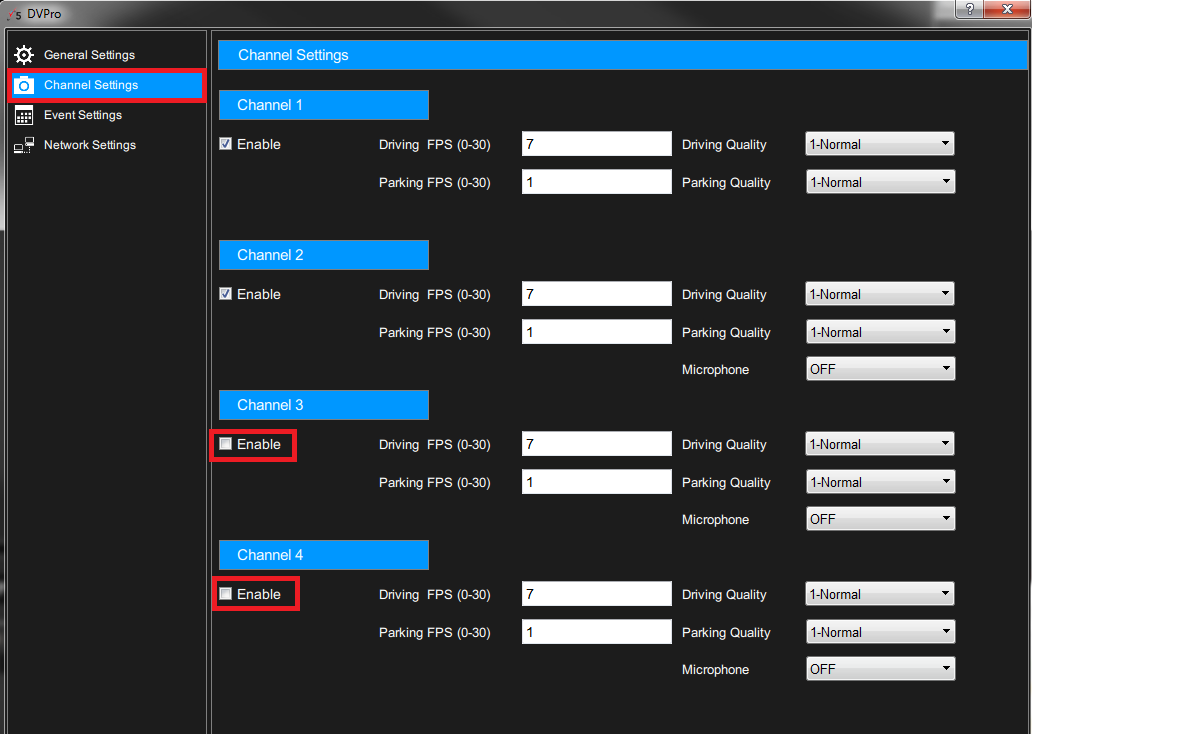 5 DVPro ?
General Settings
Channel Settings
Event Settings
Network Settings
Channel Settings
Channel 1
Enable Driving FPS (0-30) 7 Driving Quality 1-Normal
Parking FPS (0-30) 1 Parking Quality 1-Normal
Channel 2
Enable Driving FPS (0-30) 7 Driving Quality 1-Normal
Parking FPS (0-30) 1 Parking Quality 1-Normal
Microphone OFF
Channel 3
Enable Driving FPS (0-30) 7 Driving Quality 1-Normal
Parking FPS (0-30) 1 Parking Quality 1-Normal
Microphone OFF
Channel 4
Enable Driving FPS (0-30) 7 Driving Quality 1-Normal
Parking FPS (0-30) 1 Parking Quality 1-Normal
Microphone OFF